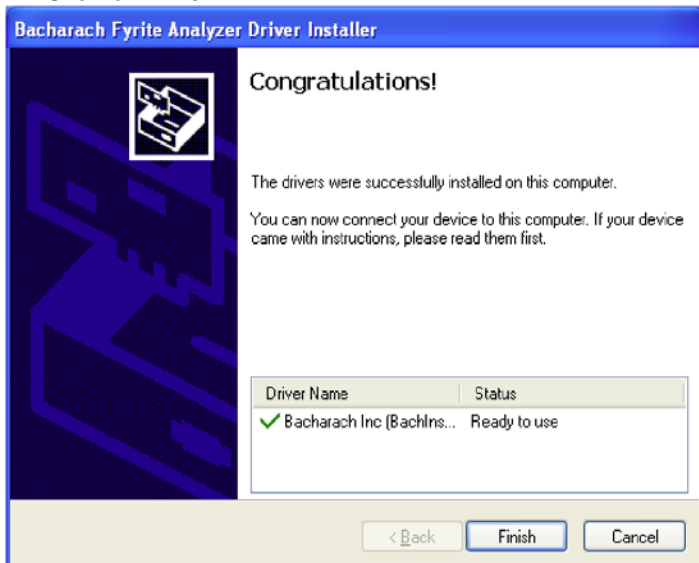 Bacharach Fyrite Analyzer Driver Installer
Congratulations!
The drivers were successfully installed on this computer.
You can now connect your device to this computer. If your device
came with instructions, please read them first.
Driver Name Status
Bacharach Inc (BachIns... Ready to use
< Back Finish Cancel